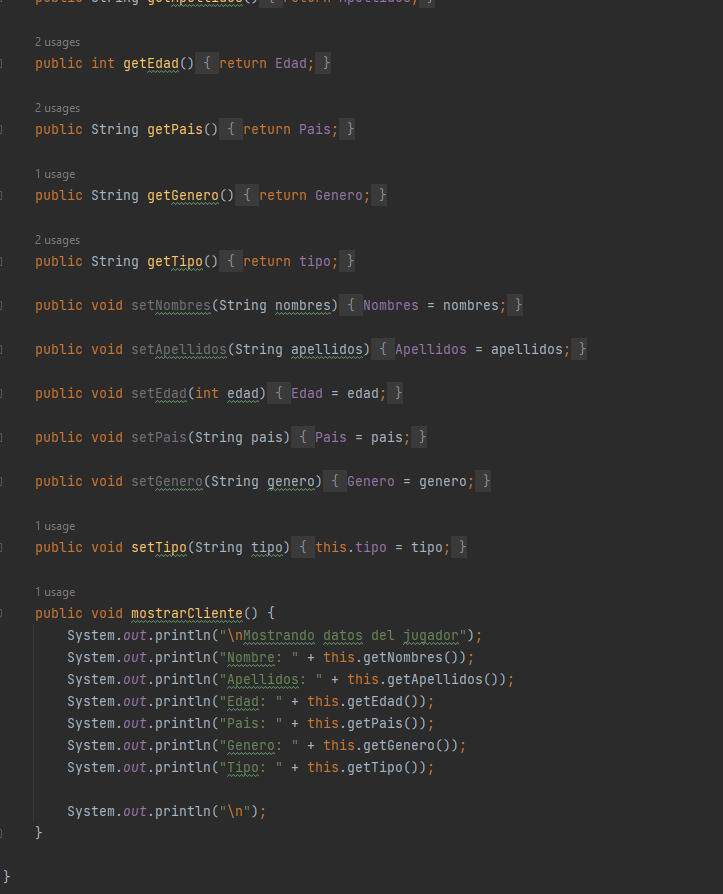 public String getApellidos() { return Apellidos; }
2 usages
public int getEdad() { return Edad; }
2 usages
public String getPais() { return Pais; }
1 usage
public String getGenero() { return Genero; }
2 usages
public String getTipo() { return tipo; }
public void setNombres(String nombres) { Nombres = nombres; }
public void setApellidos(String apellidos) { Apellidos = apellidos; }
public void setEdad(int edad) { Edad = edad; }
public void setPais(String pais) { Pais = pais; }
public void setGenero(String genero) { Genero = genero; }
1 usage
public void setTipo(String tipo) { this.tipo = tipo; }
1 usage
public void mostrarCliente() {
System.out.println("\nMostrando datos del jugador");
System.out.println("Nombre: " + this.getNombres());
System.out.println("Apellidos: " + this.getApellidos());
System.out.println("Edad: " + this.getEdad());
System.out.println("Pais: " + this.getPais());
System.out.println("Genero: " + this.getGenero());
System.out.println("Tipo: " + this.getTipo());
System.out.println("\n");
}
}